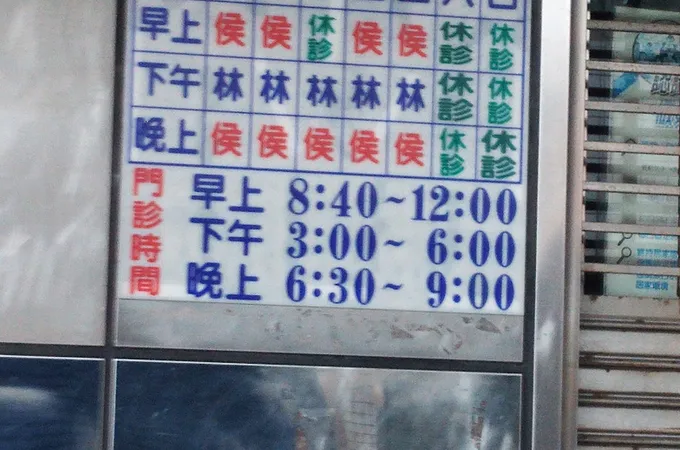 早上 侯 侯 休診 侯 侯 休診 休診
下午 林 林 林 林 林 休診 休診
晚上 侯 侯 侯 侯 侯 休診 休診
門診時間
早上 8:40~12:00
下午 3:00~ 6:00
晚上 6:30~ 9:00